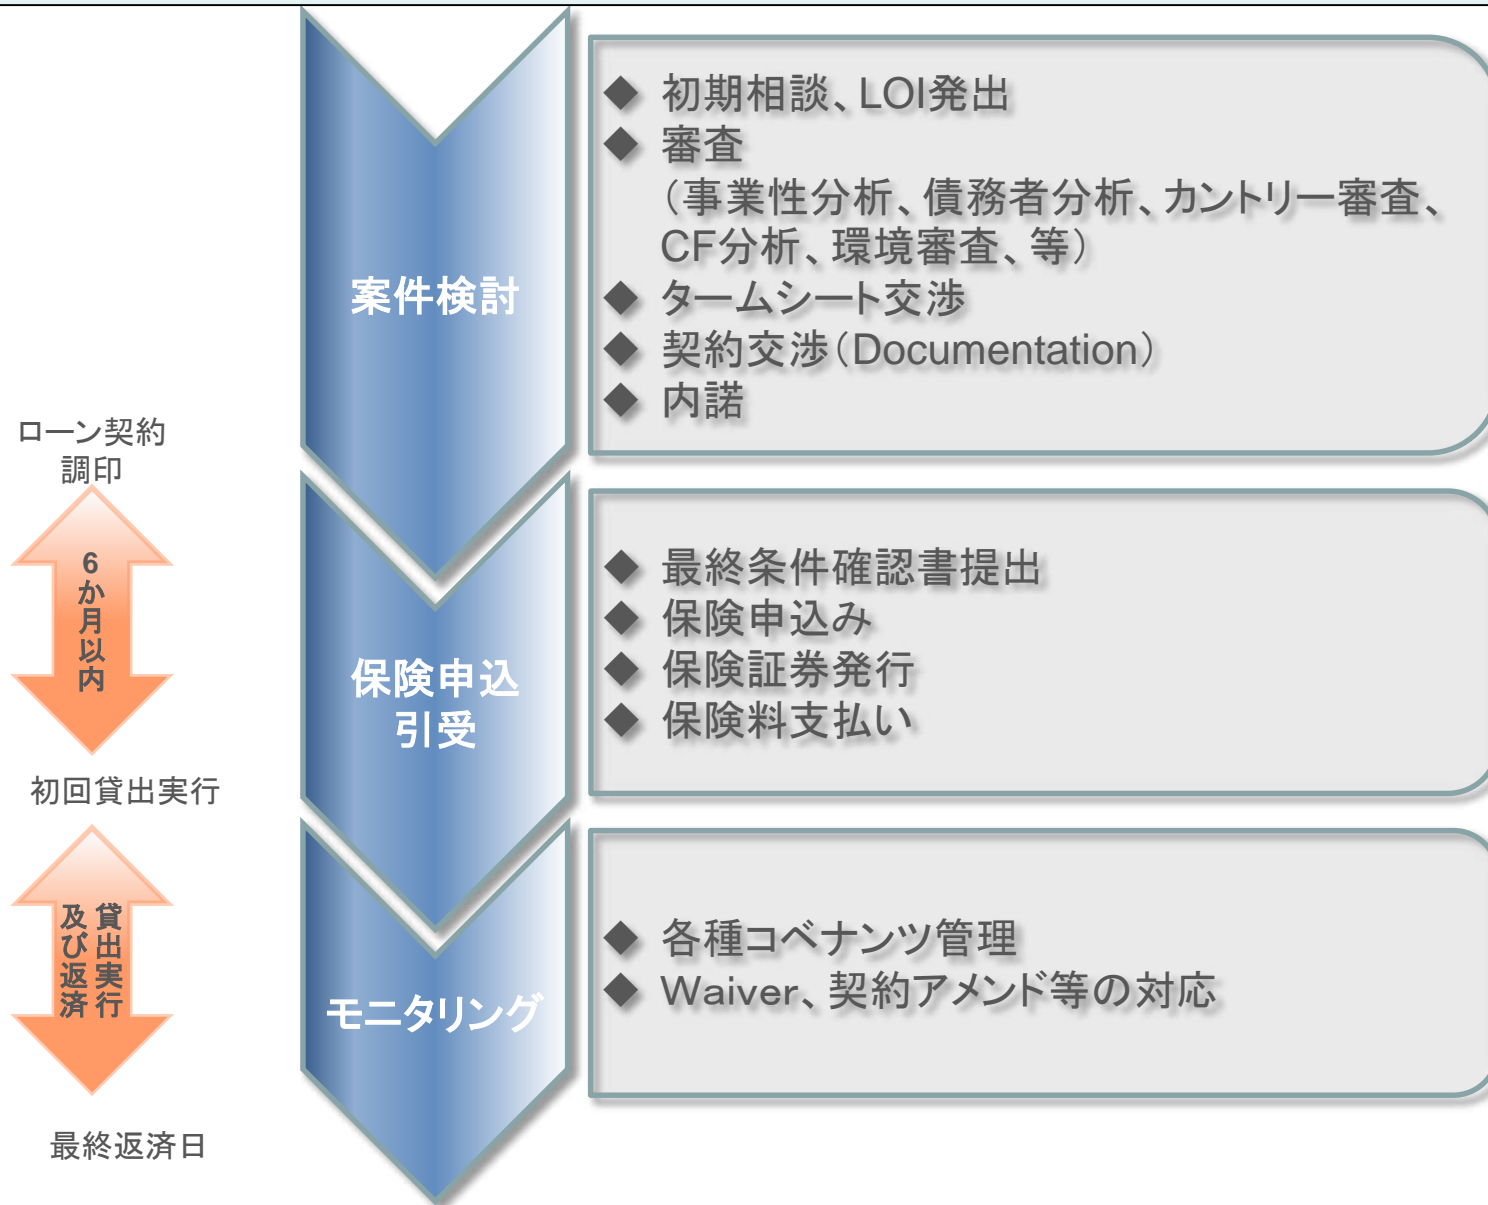 案件検討
◆ 初期相談、LOI発出
◆ 審査
（事業性分析、債務者分析、カントリー審査、
CF分析、環境審査、等）
◆ タームシート交渉
◆ 契約交渉（Documentation）
◆ 内諾
ローン契約
調印
6か月以内
初回貸出実行
保険申込
引受
◆ 最終条件確認書提出
◆ 保険申込み
◆ 保険証券発行
◆ 保険料支払い
貸出実行
及び返済
最終返済日
モニタリング
◆ 各種コベナンツ管理
◆ Waiver、契約アメンド等の対応